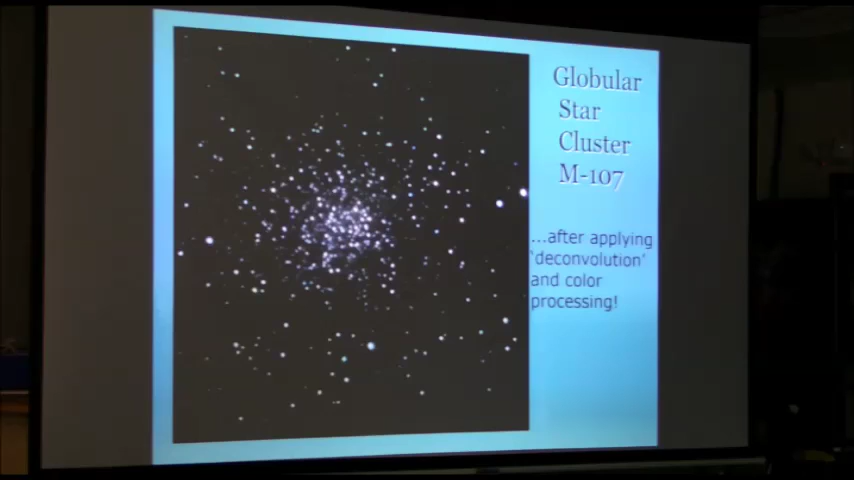 Globular
Star
Cluster
M-107
...after applying
'deconvolution'
and color
processing!